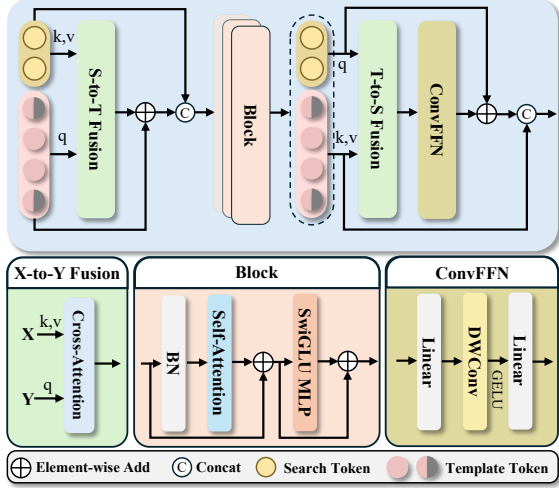 k,v
S-to-T Fusion
q
C
Block
q
k,v
T-to-S Fusion
ConvFFN
C
X-to-Y Fusion
X
k,v
Y
q
Cross-Attention
Block
BN
Self-Attention
SwiGLU MLP
ConvFFN
Linear
DWConv
GELU
Linear
Element-wise Add
C Concat
Search Token
Template Token